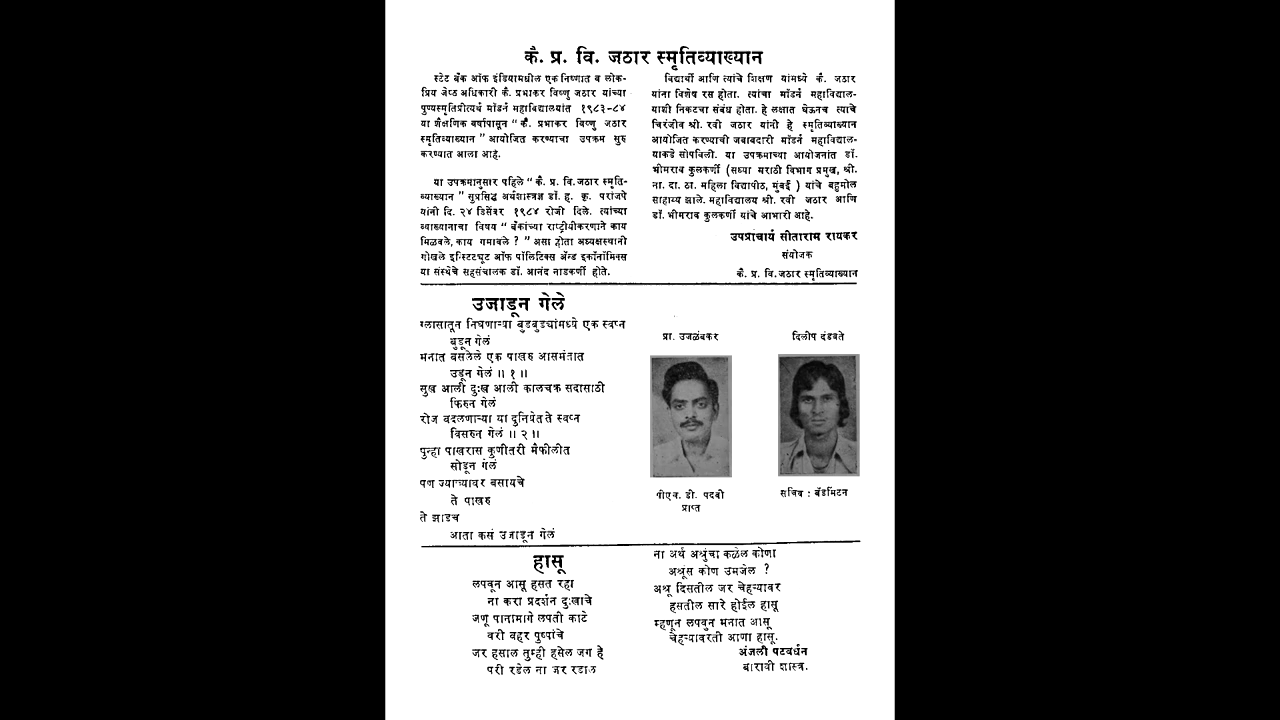 कै. प्र. वि. जठार स्मृतिव्याख्यान
स्टेट बँक ऑफ इंडियामधील एक निष्णात व लोक-
प्रिय जेष्ठ अधिकारी कै. प्रभाकर विष्णु जठार यांच्या
पुण्यस्मृतिप्रीत्यर्थ मॉडर्न महाविद्यालयांत १९८३-८४
या शैक्षणिक वर्षापासून “ कै. प्रभाकर विष्णु जठार
स्मृतिव्याख्यान ” आयोजित करण्याचा उपक्रम सुरु
करण्यात आला आहे.
या उपक्रमानुसार पहिले “ कै. प्र. वि. जठार स्मृति-
व्याख्यान ” सुप्रसिद्ध अर्थशास्त्रज्ञ डॉ. ह. कृ. परांजपे
यांनी दि. २४ डिसेंबर १९८४ रोजी दिले. त्यांच्या
व्याख्यानाचा विषय “ बँकांच्या राष्ट्रीयीकरणाने काय
मिळवले, काय गमावले ? ” असा होता अध्यक्षस्थानी
गोखले इन्स्टिटयूट ऑफ पॉलिटिक्स अँन्ड इकॉनॉमिक्स
या संस्थेचे सहसंचालक डॉ. आनंद नाडकर्णी होते.
विद्यार्थी आणि त्यांचे शिक्षण यांमध्ये कै. जठार
यांना विशेष रस होता. त्यांचा मॉडर्न महाविद्याल-
याशी निकटचा संबंध होता. हे लक्षात घेऊनच त्याचे
चिरंजीव श्री. रवी जठार यांनी हे स्मृतिव्याख्यान
आयोजित करण्याची जबाबदारी मॉडर्न महाविद्याल-
याकडे सोपविली. या उपक्रमाच्या आयोजनांत डॉ.
भीमराव कुलकर्णी (सध्या मराठी विभाग प्रमुख, श्री.
ना. दा. ठा. महिला विद्यापीठ, मुंबई ) यांचे बहुमोल
साहाय्य झाले. महाविद्यालय श्री. रवी जठार आणि
डॉ. भीमराव कुलकर्णी यांचे आभारी आहे.
उपप्राचार्य सीताराम रायकर
संयोजक
कै. प्र. वि. जठार स्मृतिव्याख्यान
उजाडून गेले
ग्लासातून निघणाऱ्या बुडबुड्यांमध्ये एक स्वप्न
बुडून गेलं
मनात बसलेले एक पाखरु आसमंतात
उडून गेलं ।। १ ।।
सुख आली दुःख आली कालचक्र सदासाठी
फिरुन गेलं
रोज बदलणाऱ्या या दुनियेत ते स्वप्न
विसरुन गेलं ।। २ ।।
पुन्हा पाखरास कुणीतरी मैफीलीत
सोडून गेलं
पण ज्याच्यावर बसायचे
ते पाखरु
ते झाडच
आता कसं उजाडून गेलं
प्रा. उजळंबकर
पीएच. डी. पदवी
प्राप्त
दिलीप दंडवते
सचिव : बॅडमिंटन
हासू
लपवून आसू हसत रहा
ना करा प्रदर्शन दुःखाचे
जणू पानामागे लपती काटे
वरी बहर पुष्पांचे
जर हसाल तुम्ही हसेल जग हे
परी रडेल ना जर रडाल
ना अर्थ अश्रुंचा कळेल कोणा
अश्रूंस कोण उमजेल ?
अश्रू दिसतील जर चेहऱ्यावर
हसतील सारे होईल हासू
म्हणून लपवुन मनात आसू
चेहऱ्यावरती आणा हासू.
अंजली पटवर्धन
बारावी शास्त्र.